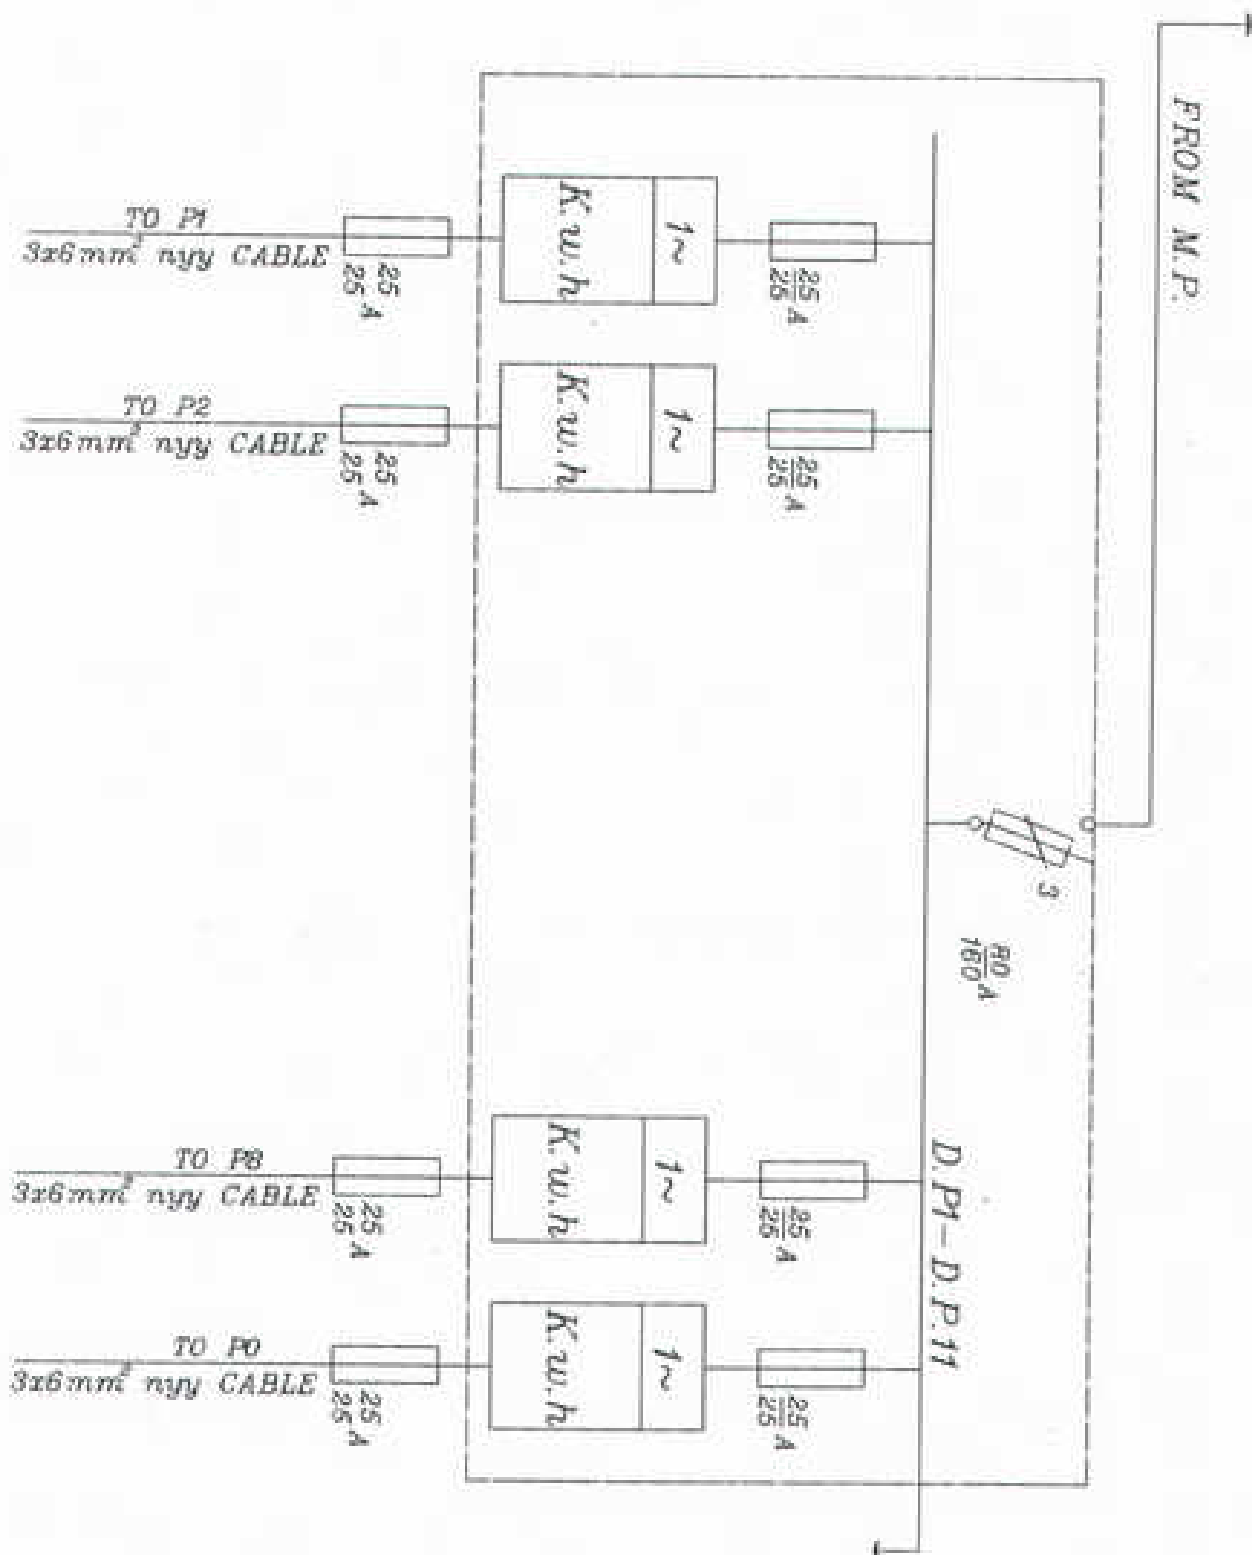 FROM M.P.
3
80
160 A
D.P1-D.P.11
25
25 A
1~
K.w.h
25
25 A
TO P1
3x6mm² nyy CABLE
25
25 A
1~
K.w.h
25
25 A
TO P2
3x6mm² nyy CABLE
25
25 A
1~
K.w.h
25
25 A
TO P8
3x6mm² nyy CABLE
25
25 A
1~
K.w.h
25
25 A
TO P0
3x6mm² nyy CABLE